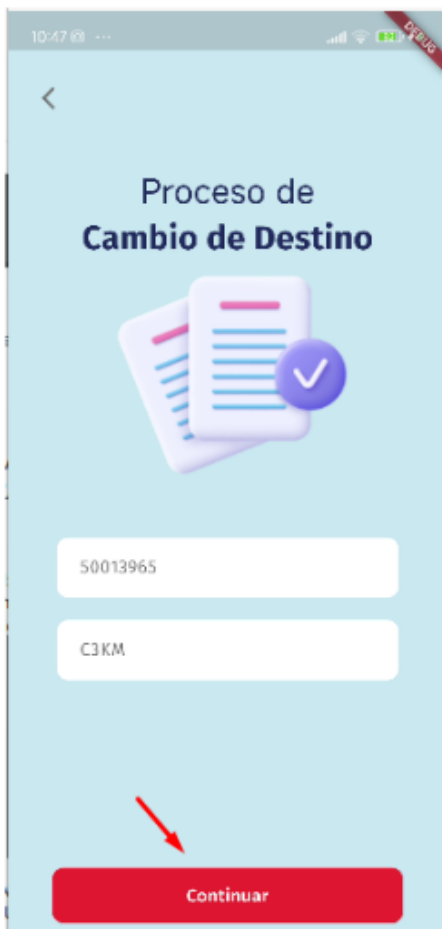 10:47
DEBUG
Proceso de
Cambio de Destino
50013965
C3KM
Continuar